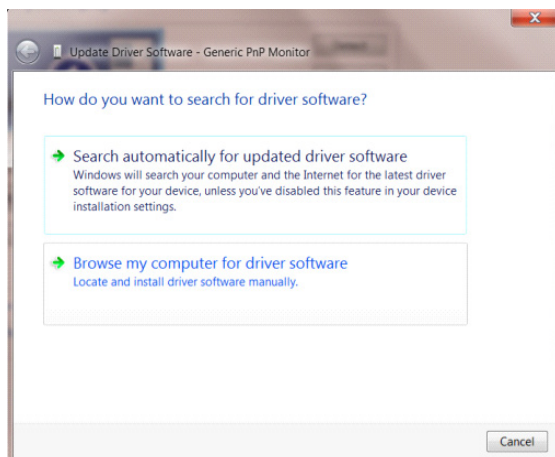 Update Driver Software - Generic PnP Monitor
How do you want to search for driver software?
Search automatically for updated driver software
Windows will search your computer and the Internet for the latest driver
software for your device, unless you've disabled this feature in your device
installation settings.
Browse my computer for driver software
Locate and install driver software manually.
Cancel